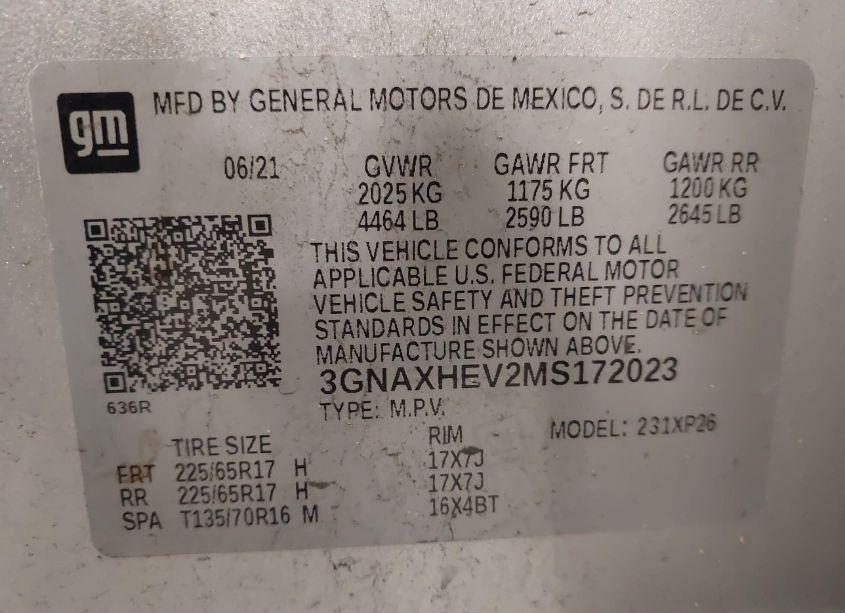 gm
MFD BY GENERAL MOTORS DE MEXICO, S. DE R.L. DE C.V.
06/21 GVWR GAWR FRT GAWR RR
2025 KG 1175 KG 1200 KG
4464 LB 2590 LB 2645 LB
THIS VEHICLE CONFORMS TO ALL
APPLICABLE U.S. FEDERAL MOTOR
VEHICLE SAFETY AND THEFT PREVENTION
STANDARDS IN EFFECT ON THE DATE OF
MANUFACTURE SHOWN ABOVE.
3GNAXHEV2MS172023
636R
TYPE: M.P.V.
MODEL: 231XP26
TIRE SIZE RIM
FRT 225/65R17 H 17X7J
RR 225/65R17 H 17X7J
SPA T135/70R16 M 16X4BT